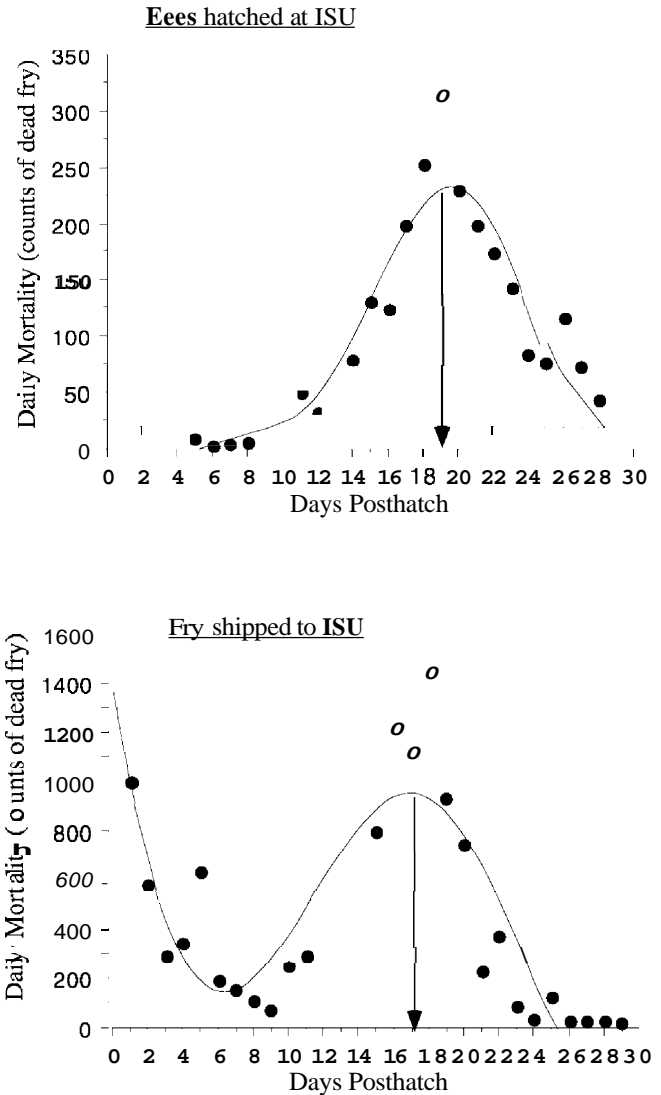 Eees hatched at ISU
350
300
250
200
150
100
50
0
Daily Mortality (counts of dead fry)
0 2 4 6 8 10 12 14 16 18 20 22 24 26 28 30
Days Posthatch
Fry shipped to ISU
1600
1400
1200
1000
800
600
400
200
0
Daily Mortality (ounts of dead fry)
0 2 4 6 8 10 12 14 16 18 20 22 24 26 28 30
Days Posthatch